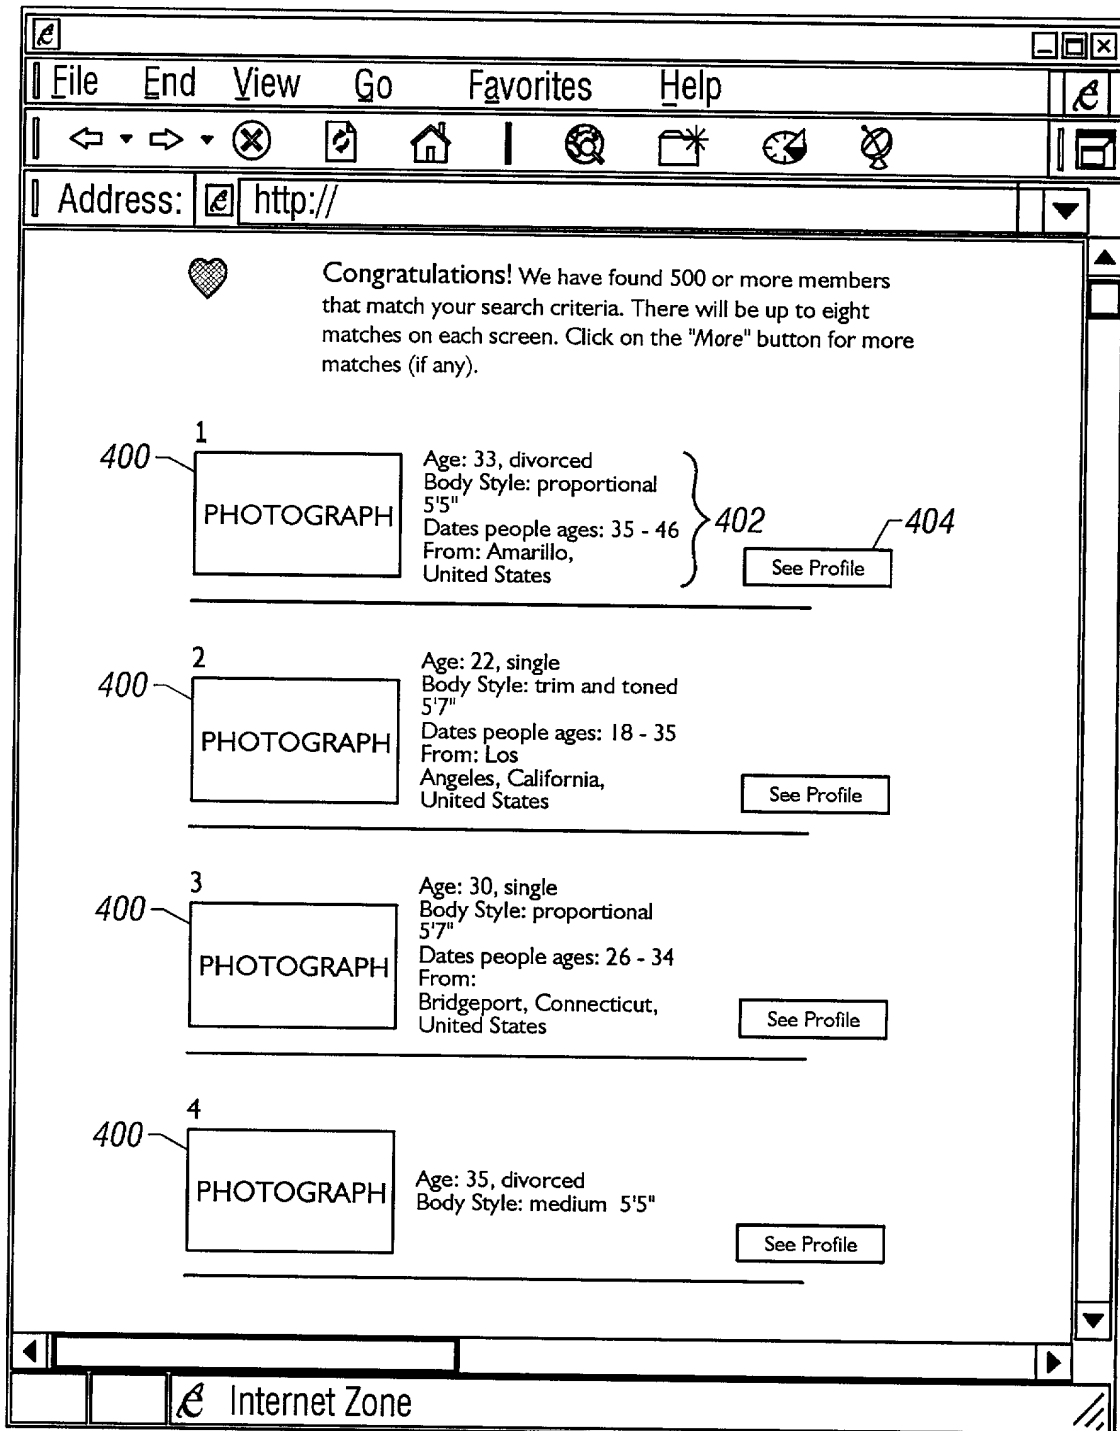 File End View Go Favorites Help
Address: http://
Congratulations! We have found 500 or more members
that match your search criteria. There will be up to eight
matches on each screen. Click on the "More" button for more
matches (if any).
1
400
PHOTOGRAPH
Age: 33, divorced
Body Style: proportional
5'5"
Dates people ages: 35 - 46
From: Amarillo,
United States
402
404
See Profile
2
400
PHOTOGRAPH
Age: 22, single
Body Style: trim and toned
5'7"
Dates people ages: 18 - 35
From: Los
Angeles, California,
United States
See Profile
3
400
PHOTOGRAPH
Age: 30, single
Body Style: proportional
5'7"
Dates people ages: 26 - 34
From:
Bridgeport, Connecticut,
United States
See Profile
4
400
PHOTOGRAPH
Age: 35, divorced
Body Style: medium 5'5"
See Profile
e Internet Zone